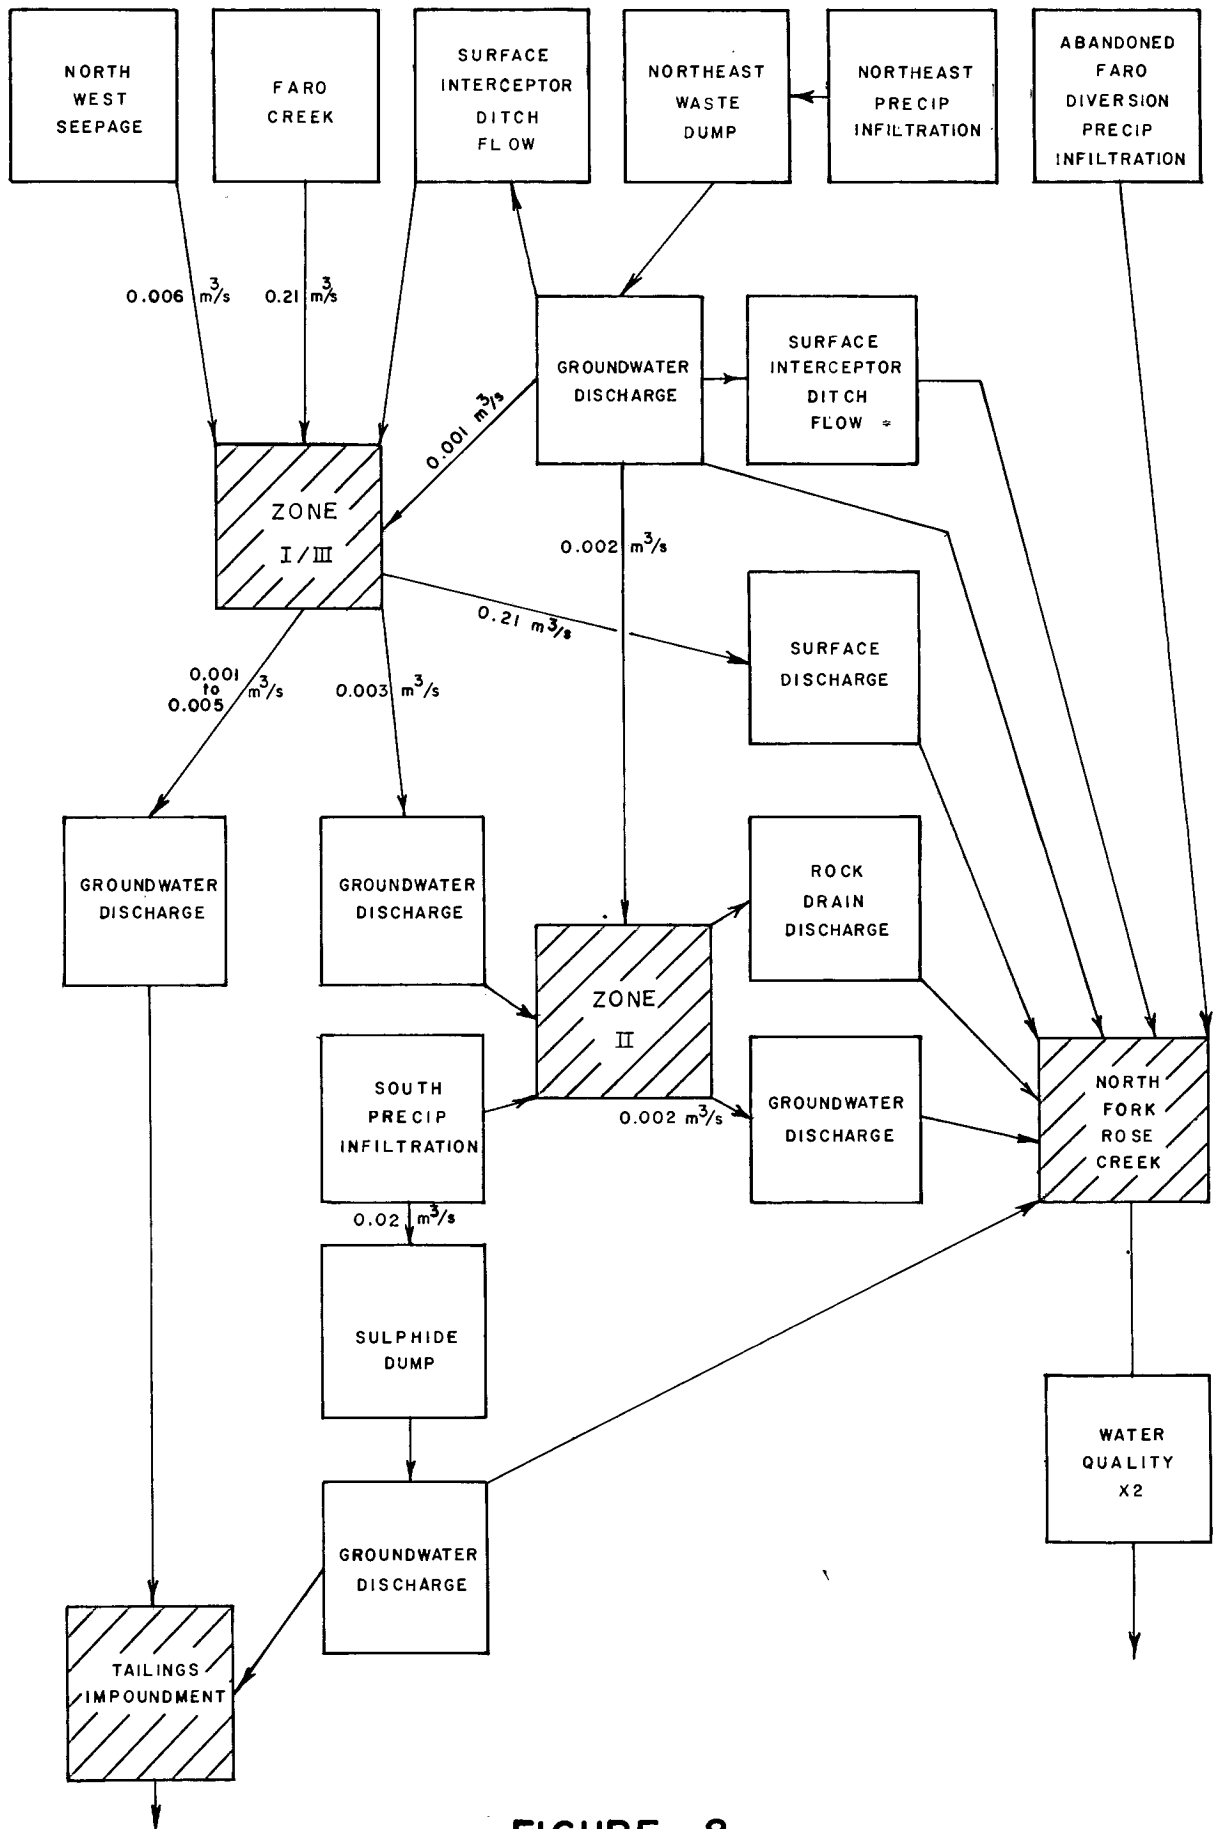 NORTH
WEST
SEEPAGE
FARO
CREEK
SURFACE
INTERCEPTOR
DITCH
FLOW
NORTHEAST
WASTE
DUMP
NORTHEAST
PRECIP
INFILTRATION
ABANDONED
FARO
DIVERSION
PRECIP
INFILTRATION
0.006 m³/s
0.21 m³/s
GROUNDWATER
DISCHARGE
SURFACE
INTERCEPTOR
DITCH
FLOW
0.001 m³/s
ZONE
I/III
0.002 m³/s
0.21 m³/s
SURFACE
DISCHARGE
0.001
to
0.005
m³/s
0.003 m³/s
GROUNDWATER
DISCHARGE
GROUNDWATER
DISCHARGE
ROCK
DRAIN
DISCHARGE
ZONE
II
SOUTH
PRECIP
INFILTRATION
0.002 m³/s
GROUNDWATER
DISCHARGE
NORTH
FORK
ROSE
CREEK
0.02 m³/s
SULPHIDE
DUMP
WATER
QUALITY
X2
GROUNDWATER
DISCHARGE
TAILINGS
IMPOUNDMENT
FIGURE